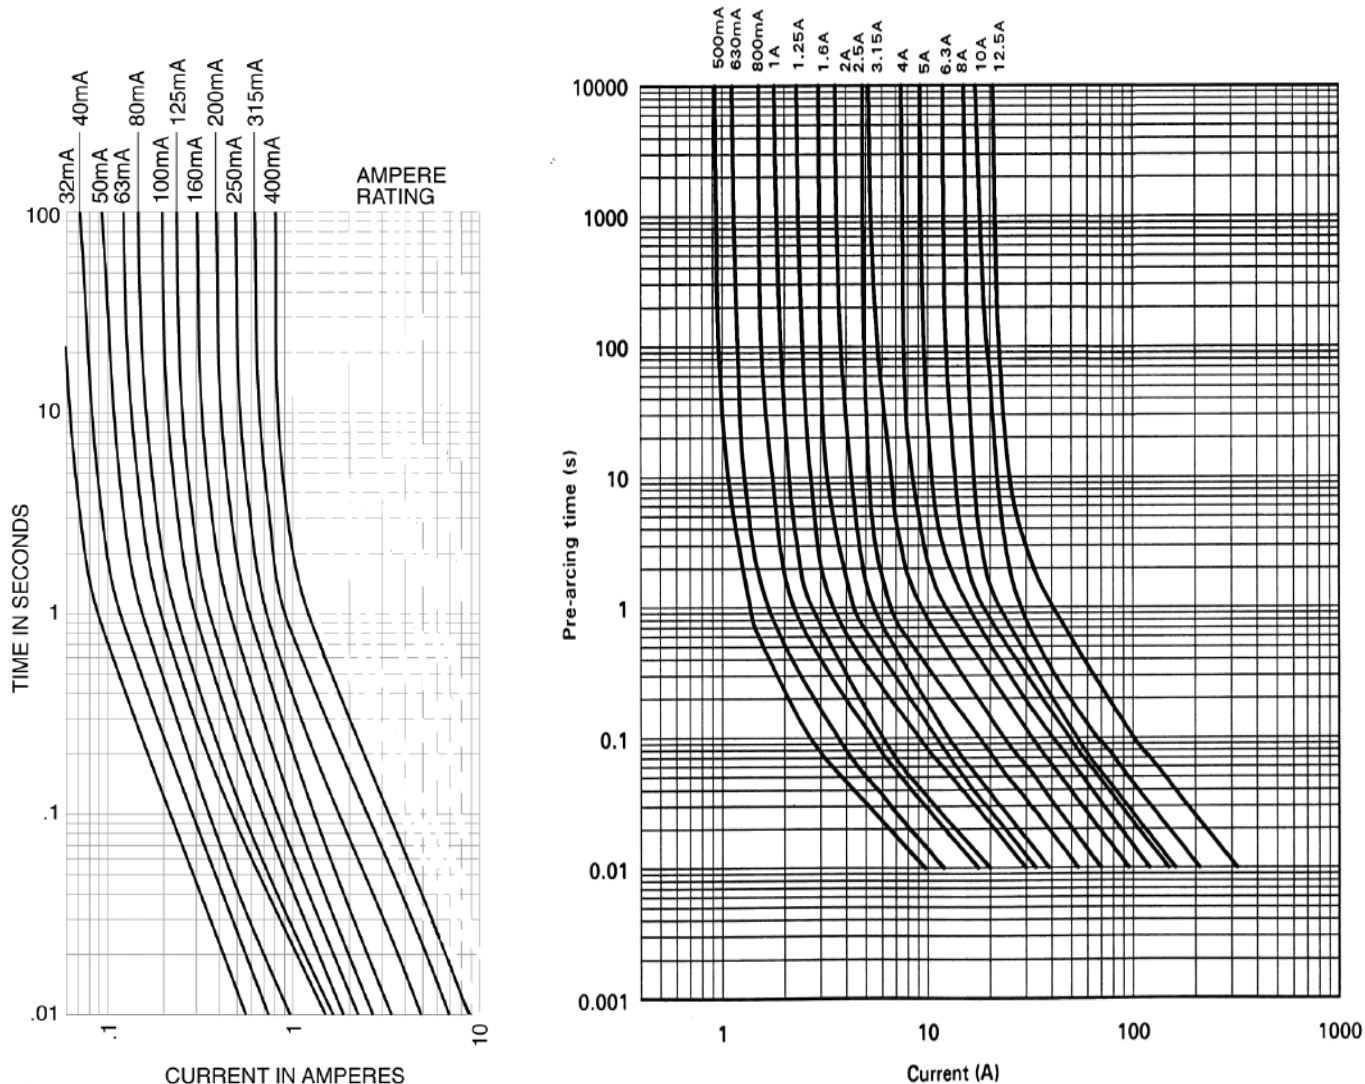 32mA
40mA
50mA
63mA
80mA
100mA
125mA
160mA
200mA
250mA
315mA
400mA
AMPERE
RATING
100
10
1
.1
.01
TIME IN SECONDS
.1
1
10
CURRENT IN AMPERES
500mA
630mA
800mA
1A
1.25A
1.6A
2A
2.5A
3.15A
4A
5A
6.3A
8A
10A
12.5A
10000
1000
100
10
1
0.1
0.01
0.001
Pre-arcing time (s)
1
10
100
1000
Current (A)